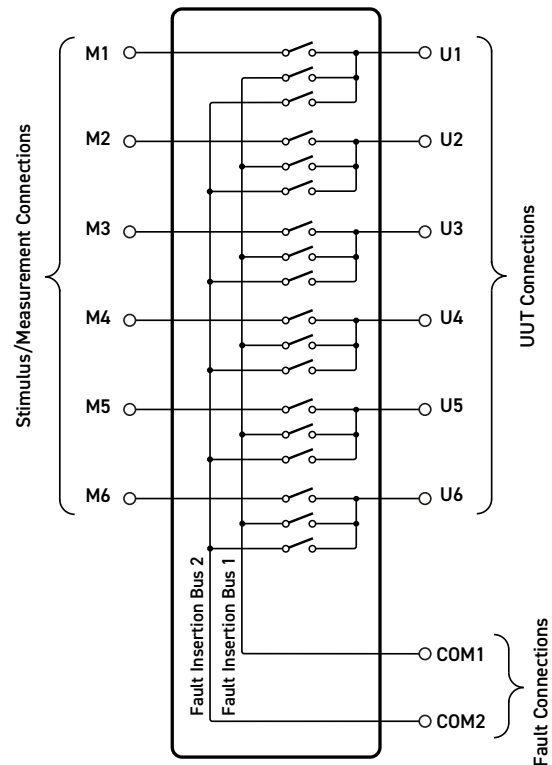 Stimulus/Measurement Connections
M1
U1
M2
U2
M3
U3
M4
U4
M5
U5
M6
U6
UUT Connections
Fault Insertion Bus 2
Fault Insertion Bus 1
COM1
COM2
Fault Connections